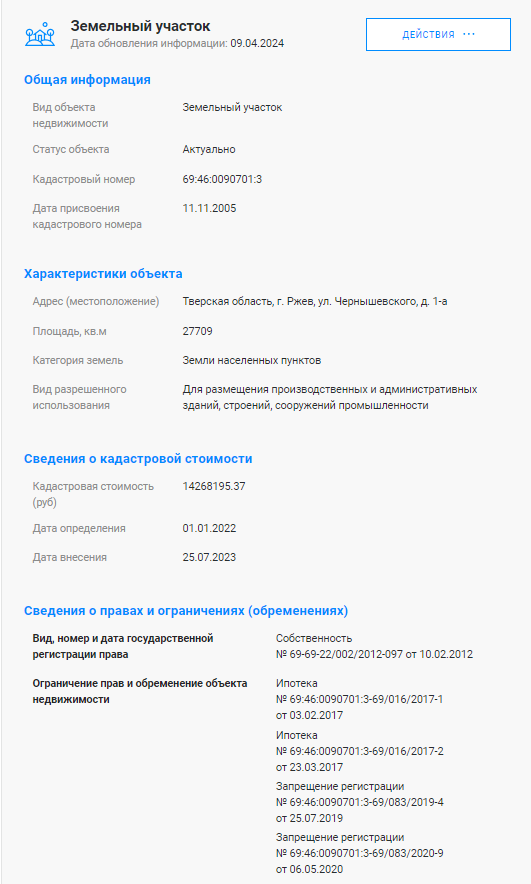 Земельный участок
Дата обновления информации: 09.04.2024
ДЕЙСТВИЯ ···
Общая информация
Вид объекта
недвижимости
Земельный участок
Статус объекта
Актуально
Кадастровый номер
69:46:0090701:3
Дата присвоения
кадастрового номера
11.11.2005
Характеристики объекта
Адрес (местоположение)
Тверская область, г. Ржев, ул. Чернышевского, д. 1-а
Площадь, кв.м
27709
Категория земель
Земли населенных пунктов
Вид разрешенного
использования
Для размещения производственных и административных
зданий, строений, сооружений промышленности
Сведения о кадастровой стоимости
Кадастровая стоимость
(руб)
14268195.37
Дата определения
01.01.2022
Дата внесения
25.07.2023
Сведения о правах и ограничениях (обременениях)
Вид, номер и дата государственной
регистрации права
Собственность
№ 69-69-22/002/2012-097 от 10.02.2012
Ограничение прав и обременение объекта
недвижимости
Ипотека
№ 69:46:0090701:3-69/016/2017-1
от 03.02.2017
Ипотека
№ 69:46:0090701:3-69/016/2017-2
от 23.03.2017
Запрещение регистрации
№ 69:46:0090701:3-69/083/2019-4
от 25.07.2019
Запрещение регистрации
№ 69:46:0090701:3-69/083/2020-9
от 06.05.2020